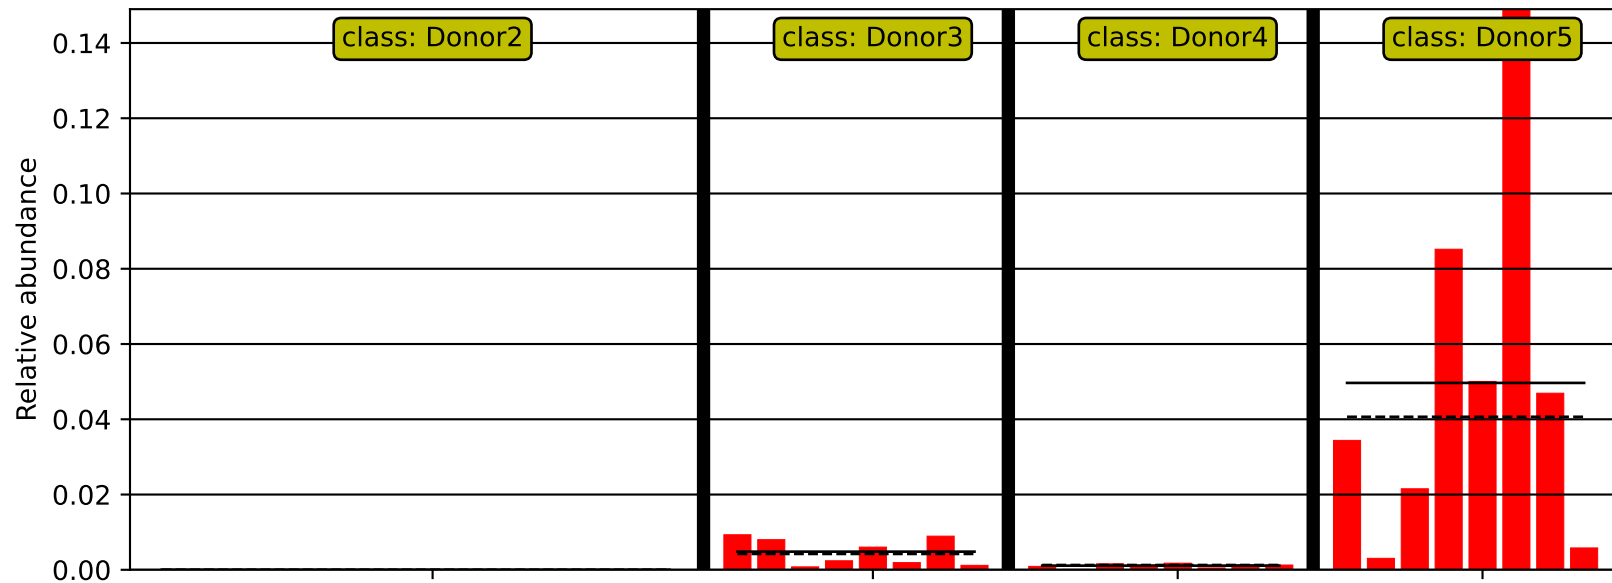 class: Donor2
class: Donor3
class: Donor4
class: Donor5
Relative abundance
0.14
0.12
0.10
0.08
0.06
0.04
0.02
0.00